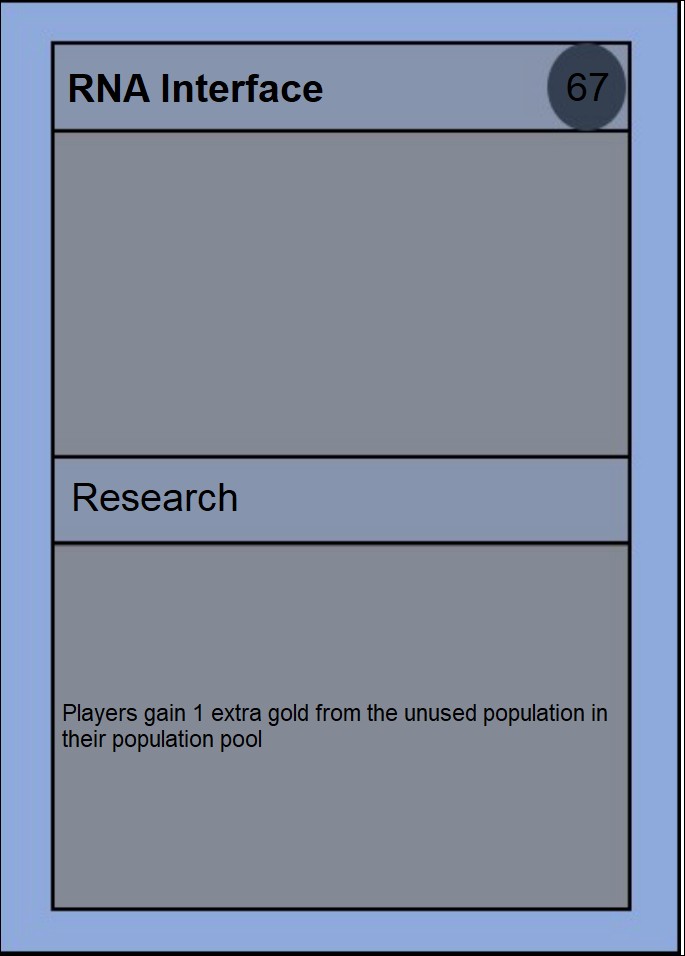 RNA Interface
67
Research
Players gain 1 extra gold from the unused population in
their population pool